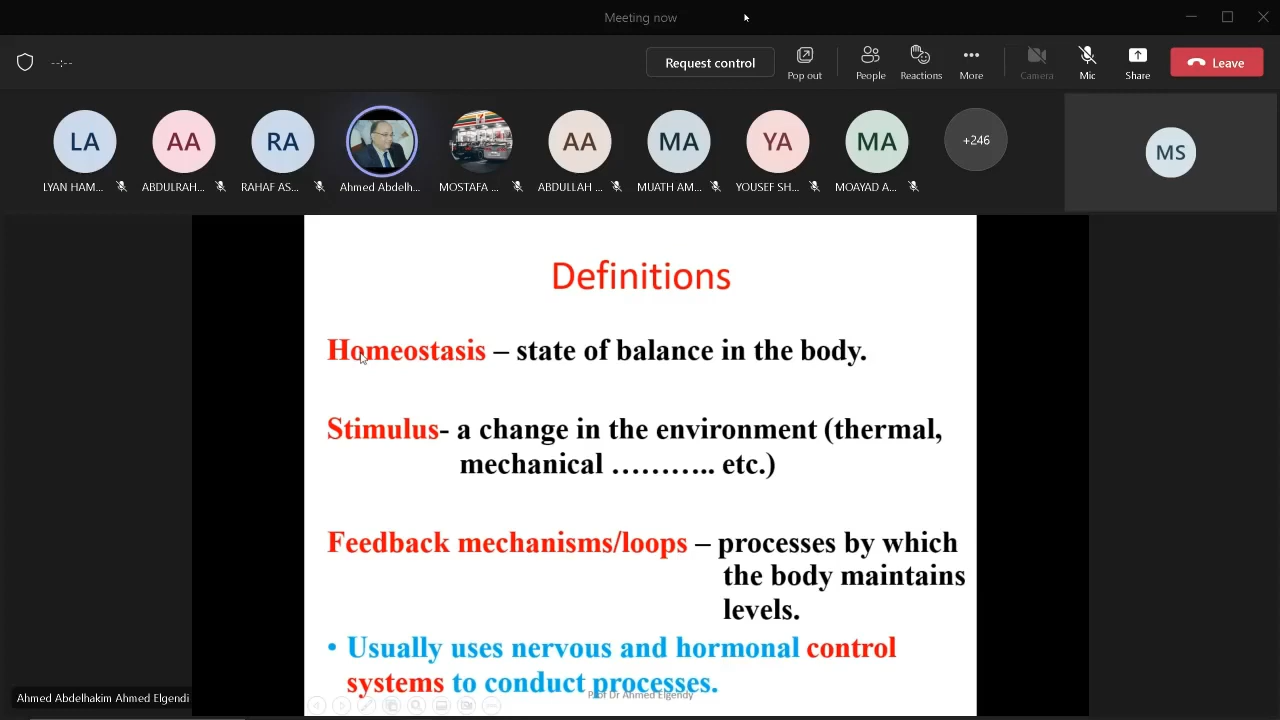 Meeting now
--:--
Request control
Pop out
People
Reactions
More
Camera
Mic
Share
Leave
LA
AA
RA
AA
MA
YA
MA
+246
MS
LYAN HAM...
ABDULRAH...
RAHAF AS...
Ahmed Abdelh...
MOSTAFA ...
ABDULLAH ...
MUATH AM...
YOUSEF SH...
MOAYAD A...
Definitions
Homeostasis – state of balance in the body.
Stimulus- a change in the environment (thermal,
mechanical ……….. etc.)
Feedback mechanisms/loops – processes by which
the body maintains
levels.
• Usually uses nervous and hormonal control
systems to conduct processes.
Prof Dr Ahmed Elgendy
Ahmed Abdelhakim Ahmed Elgendi